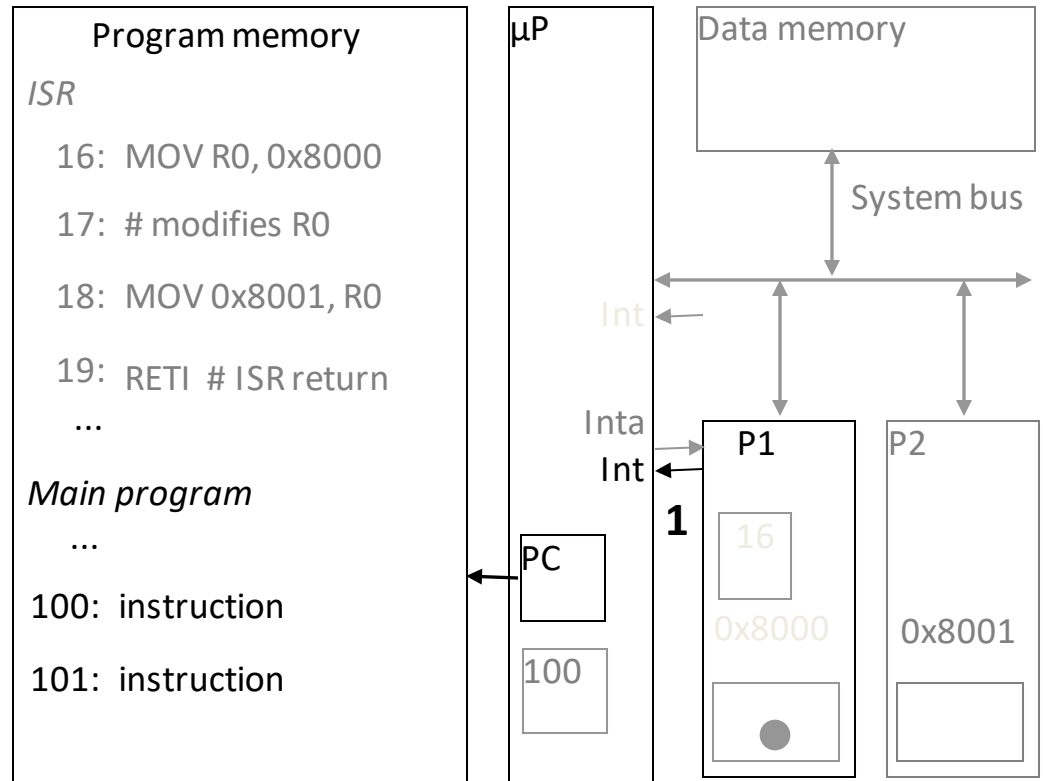 Program memory
ISR
16: MOV R0, 0x8000
17: # modifies R0
18: MOV 0x8001, R0
19: RETI # ISR return
...
Main program
...
100: instruction
101: instruction
µP
Int
Inta
Int
1
PC
100
Data memory
System bus
P1
16
0x8000
P2
0x8001